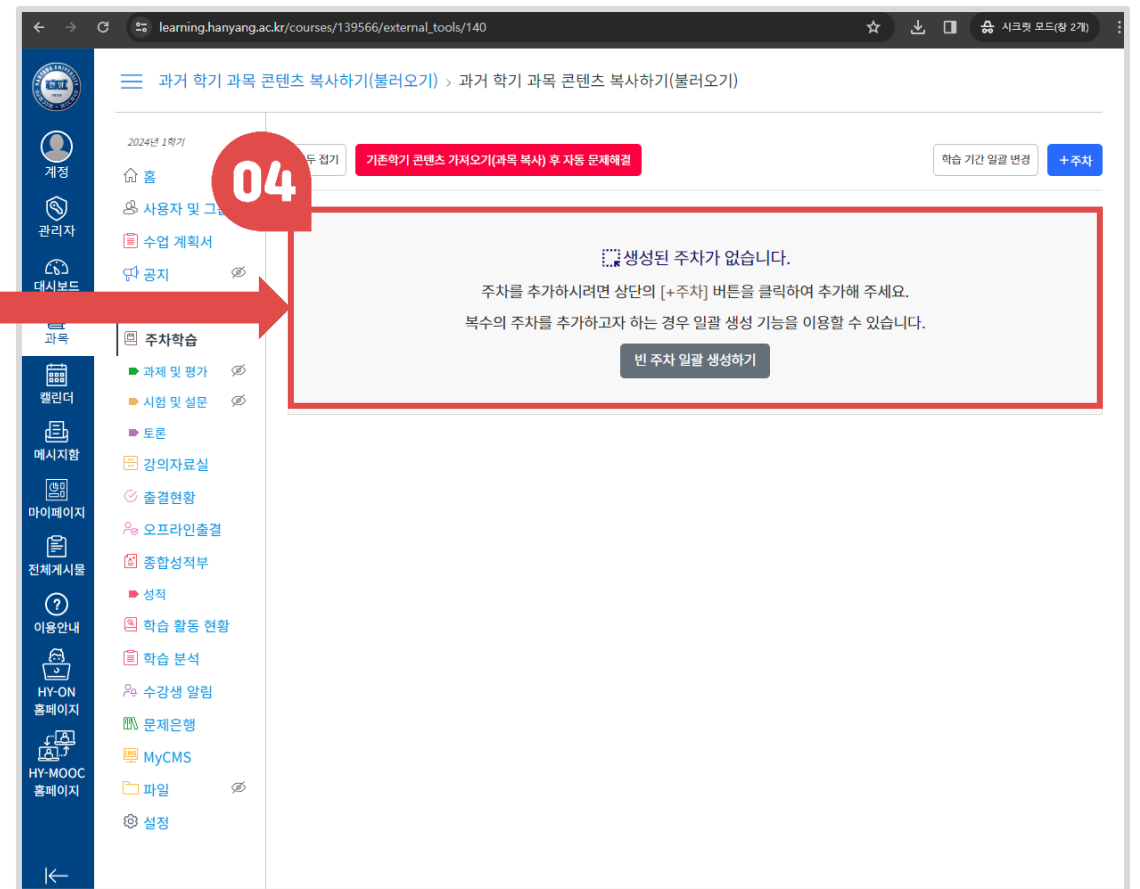 learning.hanyang.ac.kr/courses/139566/external_tools/140
시크릿 모드(창 2개)
과거 학기 과목 콘텐츠 복사하기(불러오기) › 과거 학기 과목 콘텐츠 복사하기(불러오기)
계정
관리자
대시보드
과목
캘린더
메시지함
마이페이지
전체게시물
이용안내
HY-ON
홈페이지
HY-MOOC
홈페이지
2024년 1학기
홈
사용자 및 그
수업 계획서
공지
주차학습
과제 및 평가
시험 및 설문
토론
강의자료실
출결현황
오프라인출결
종합성적부
성적
학습 활동 현황
학습 분석
수강생 알림
문제은행
MyCMS
파일
설정
04
두 접기
기존학기 콘텐츠 가져오기(과목 복사) 후 자동 문제해결
학습 기간 일괄 변경
+주차
생성된 주차가 없습니다.
주차를 추가하시려면 상단의 [+주차] 버튼을 클릭하여 추가해 주세요.
복수의 주차를 추가하고자 하는 경우 일괄 생성 기능을 이용할 수 있습니다.
빈 주차 일괄 생성하기